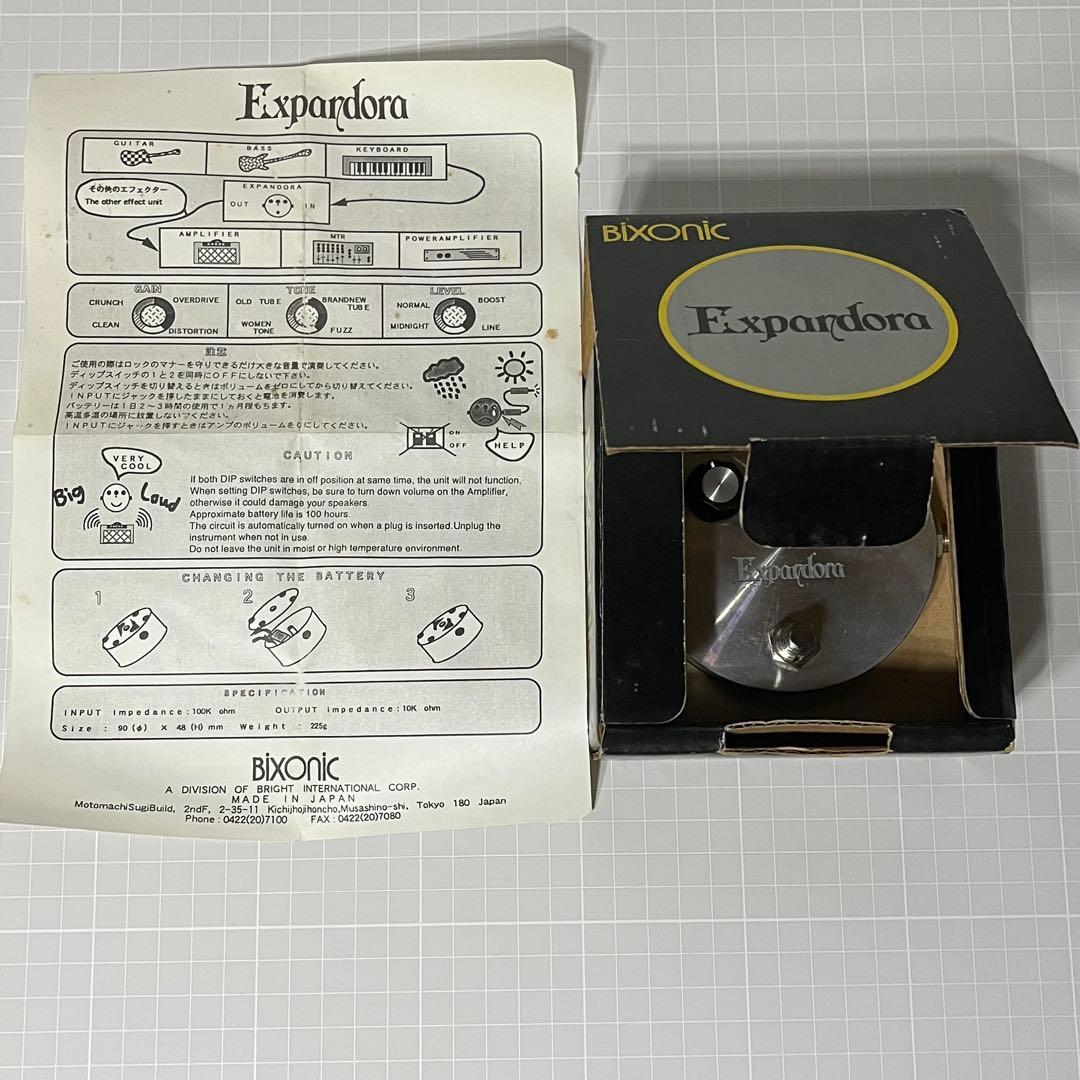 Expandora
GUITAR
BASS
KEYBOARD
その他のエフェクター
The other effect unit
EXPANDORA
OUT
IN
AMPLIFIER
MTR
POWERAMPLIFIER
GAIN
CRUNCH
OVERDRIVE
CLEAN
DISTORTION
TONE
OLD TUBE
BRANDNEW TUBE
WOMEN TONE
FUZZ
LEVEL
NORMAL
BOOST
MIDNIGHT
LINE
注意
ご使用の際はロックのマナーを守りできるだけ大きな音量で演奏してください。
ディップスイッチの1と2を同時にOFFにしないで下さい。
ディップスイッチを切り替えるときはボリュームをゼロにしてから切り替えてください。
INPUTにジャックを挿したままにしておくと電池を消費します。
バッテリーは1日2〜3時間の使用で1ヵ月程もちます。
高温多湿の場所に放置しないでください。
INPUTにジャックを挿すときはアンプのボリュームを0にしてください。
ON
OFF
HELP
CAUTION
VERY COOL
Big
Loud
If both DIP switches are in off position at same time, the unit will not function.
When setting DIP switches, be sure to turn down volume on the Amplifier,
otherwise it could damage your speakers.
Approximate battery life is 100 hours.
The circuit is automatically turned on when a plug is inserted.Unplug the
instrument when not in use.
Do not leave the unit in moist or high temperature environment.
CHANGING THE BATTERY
1
2
3
SPECIFICATION
INPUT impedance:100K ohm
OUTPUT impedance:10K ohm
Size : 90(φ) X 48(H)mm Weight : 225g
BIXONIC
A DIVISION OF BRIGHT INTERNATIONAL CORP.
MADE IN JAPAN
MotomachiSugiBuild, 2ndF, 2-35-11 Kichijhojihoncho,Musashino-shi, Tokyo 180 Japan
Phone:0422(20)7100 FAX:0422(20)7080
BIXONIC
Expandora
Expandora